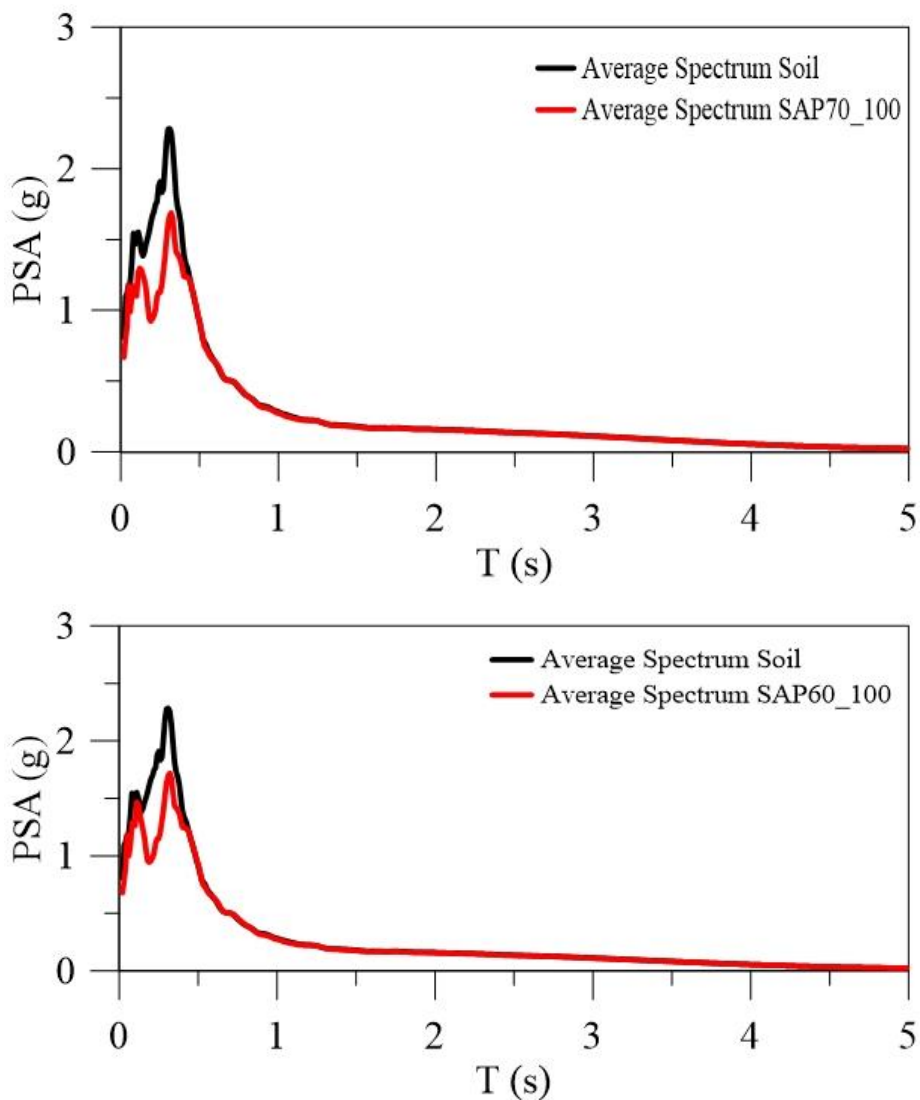 3
Average Spectrum Soil
Average Spectrum SAP70_100
2
PSA (g)
1
0
0 1 2 3 4 5
T (s)
3
Average Spectrum Soil
Average Spectrum SAP60_100
2
PSA (g)
1
0
0 1 2 3 4 5
T (s)